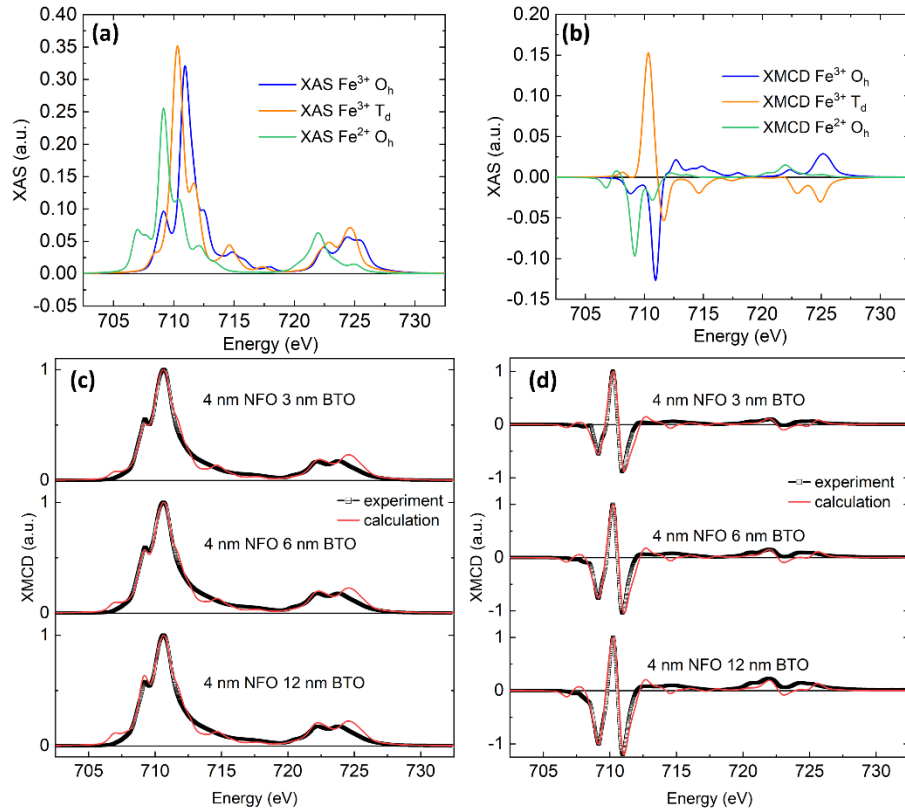 (a)
XAS Fe³⁺ Oₕ
XAS Fe³⁺ T_d
XAS Fe²⁺ Oₕ
XAS (a.u.)
0.40
0.35
0.30
0.25
0.20
0.15
0.10
0.05
0.00
-0.05
705 710 715 720 725 730
Energy (eV)
(b)
XMCD Fe³⁺ Oₕ
XMCD Fe³⁺ T_d
XMCD Fe²⁺ Oₕ
XAS (a.u.)
0.20
0.15
0.10
0.05
0.00
-0.05
-0.10
-0.15
705 710 715 720 725 730
Energy (eV)
(c)
4 nm NFO 3 nm BTO
experiment
calculation
4 nm NFO 6 nm BTO
4 nm NFO 12 nm BTO
XMCD (a.u.)
1
0
1
0
1
0
705 710 715 720 725 730
Energy (eV)
(d)
4 nm NFO 3 nm BTO
experiment
calculation
4 nm NFO 6 nm BTO
4 nm NFO 12 nm BTO
XMCD (a.u.)
1
0
-1
1
0
-1
1
0
-1
705 710 715 720 725 730
Energy (eV)